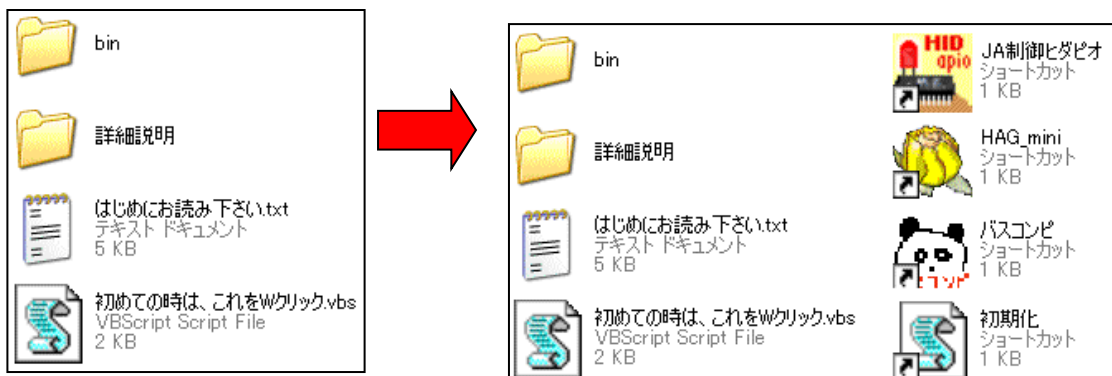 bin
詳細説明
はじめにお読み下さい.txt
テキスト ドキュメント
5 KB
初めての時は、これをWクリック.vbs
VBScript Script File
2 KB
bin
詳細説明
はじめにお読み下さい.txt
テキスト ドキュメント
5 KB
初めての時は、これをWクリック.vbs
VBScript Script File
2 KB
HID
gpio
JA制御ヒダピオ
ショートカット
1 KB
HAG_mini
ショートカット
1 KB
バスコンピ
ショートカット
1 KB
初期化
ショートカット
1 KB